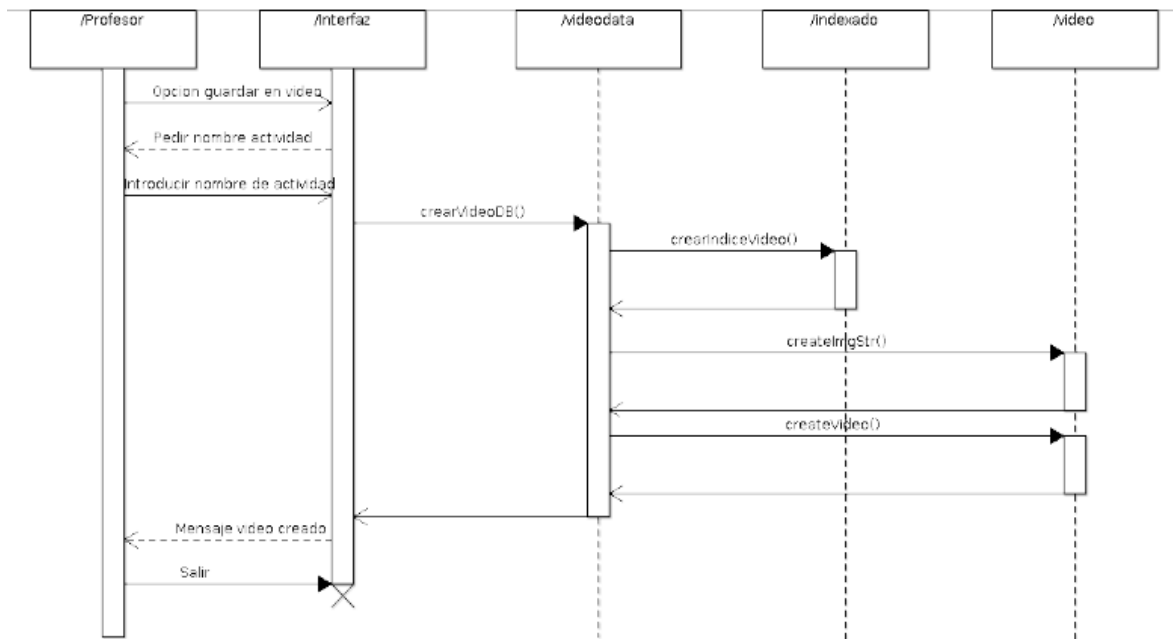 /Profesor
/Interfaz
/videodata
/indexado
/video
Opcion guardar en video
Pedir nombre actividad
Introducir nombre de actividad
crearVideoDB()
crearIndiceVideo()
createImgStr()
createVideo()
Mensaje video creado
Salir